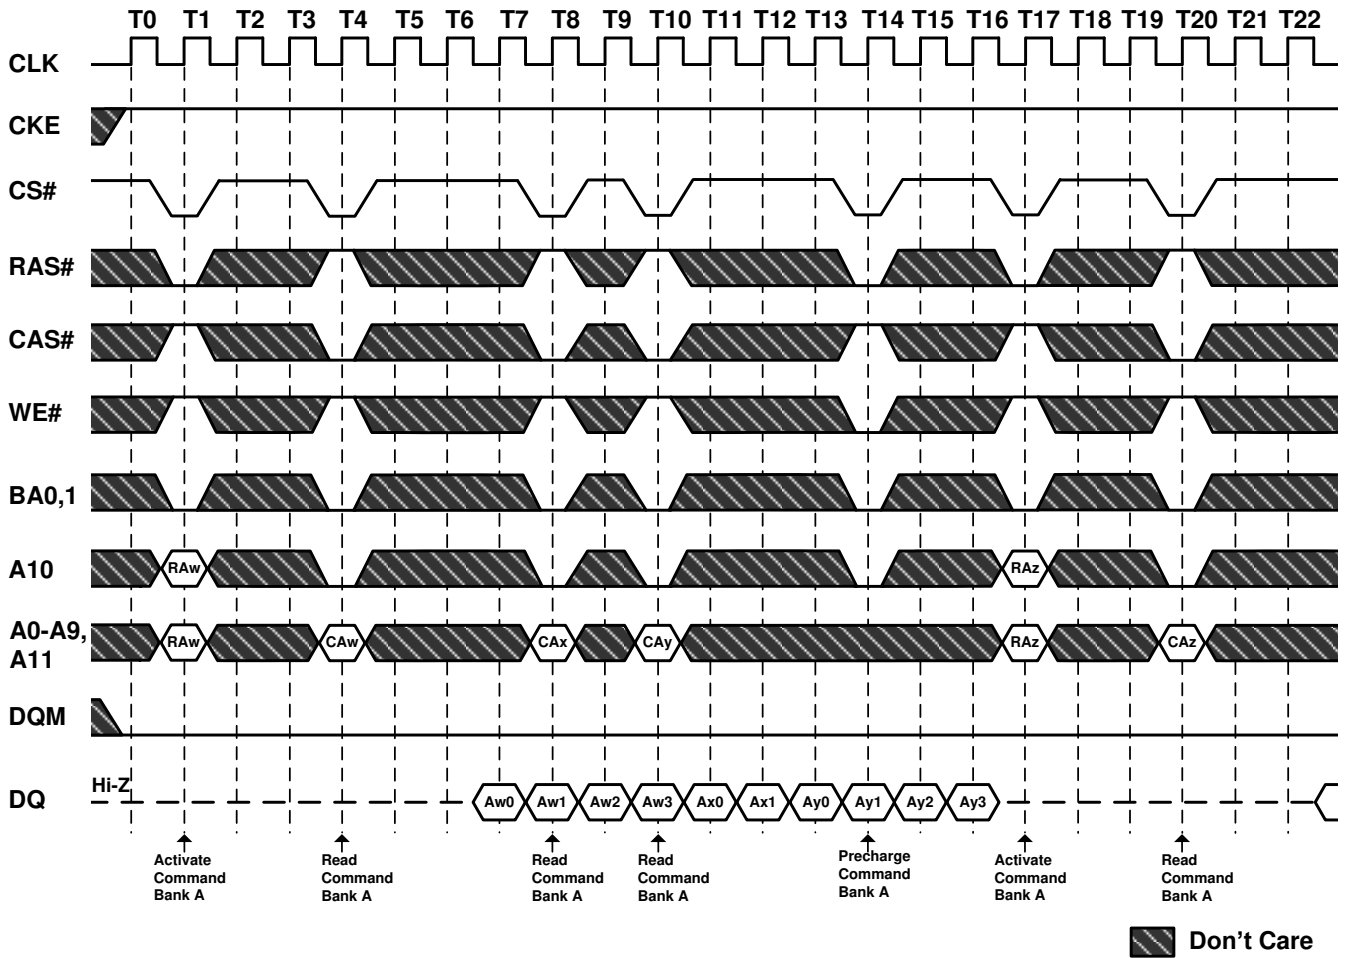 T0 T1 T2 T3 T4 T5 T6 T7 T8 T9 T10 T11 T12 T13 T14 T15 T16 T17 T18 T19 T20 T21 T22
CLK
CKE
CS#
RAS#
CAS#
WE#
BA0,1
A10 RAw RAz
A0-A9,
A11 RAw CAw CAx CAy RAz CAz
DQM
Hi-Z
DQ Aw0 Aw1 Aw2 Aw3 Ax0 Ax1 Ay0 Ay1 Ay2 Ay3
Activate
Command
Bank A
Read
Command
Bank A
Read
Command
Bank A
Read
Command
Bank A
Precharge
Command
Bank A
Activate
Command
Bank A
Read
Command
Bank A
Don't Care